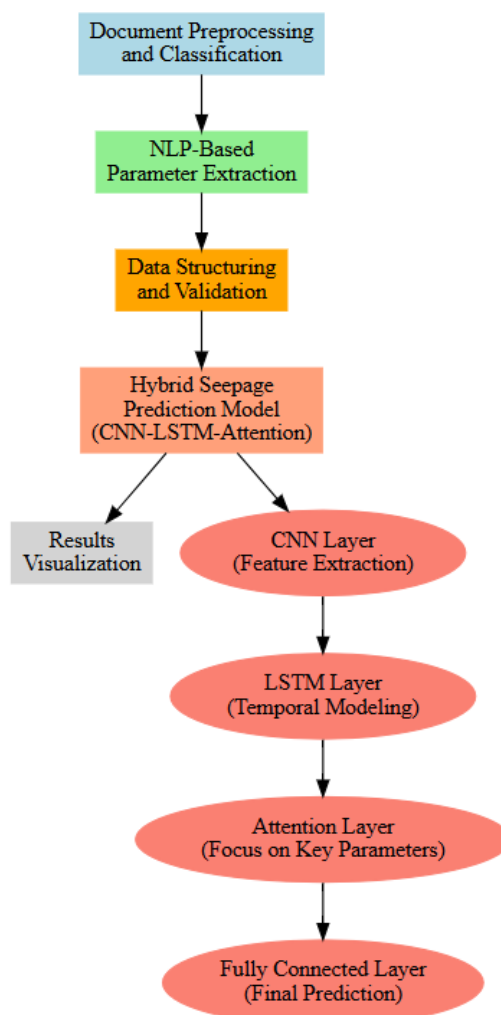 Document Preprocessing
and Classification
NLP-Based
Parameter Extraction
Data Structuring
and Validation
Hybrid Seepage
Prediction Model
(CNN-LSTM-Attention)
Results
Visualization
CNN Layer
(Feature Extraction)
LSTM Layer
(Temporal Modeling)
Attention Layer
(Focus on Key Parameters)
Fully Connected Layer
(Final Prediction)